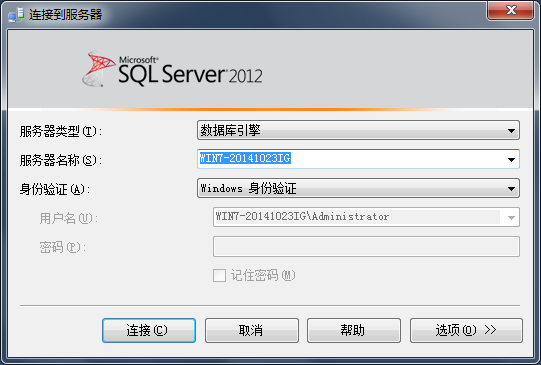 连接到服务器
Microsoft®
SQL Server 2012
服务器类型(T):
数据库引擎
服务器名称(S):
WIN7-20141023IG
身份验证(A):
Windows 身份验证
用户名(U):
WIN7-20141023IG\Administrator
密码(P):
记住密码(M)
连接(C)
取消
帮助
选项(O) >>